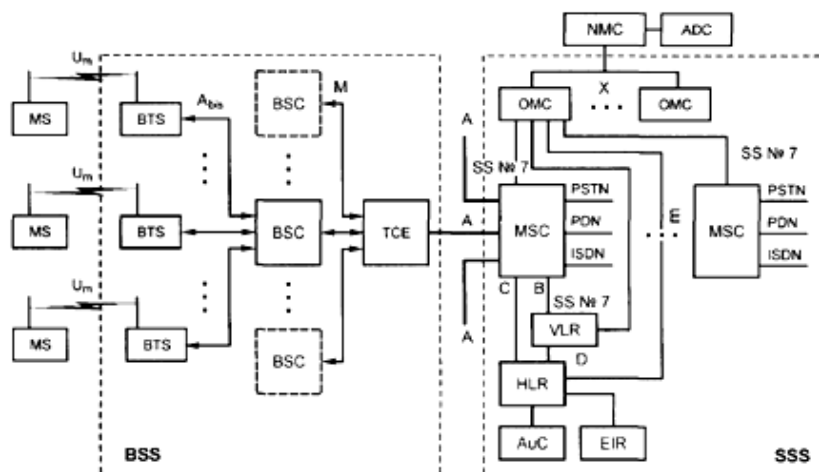 NMC
ADC
Um
MS
BTS
Abis
BSC
M
A
OMC
X
OMC
SS № 7
SS № 7
Um
MS
BTS
BSC
TCE
A
MSC
PSTN
PDN
ISDN
E
MSC
PSTN
PDN
ISDN
C
B
SS № 7
Um
MS
BTS
BSC
A
VLR
D
HLR
AuC
EIR
BSS
SSS